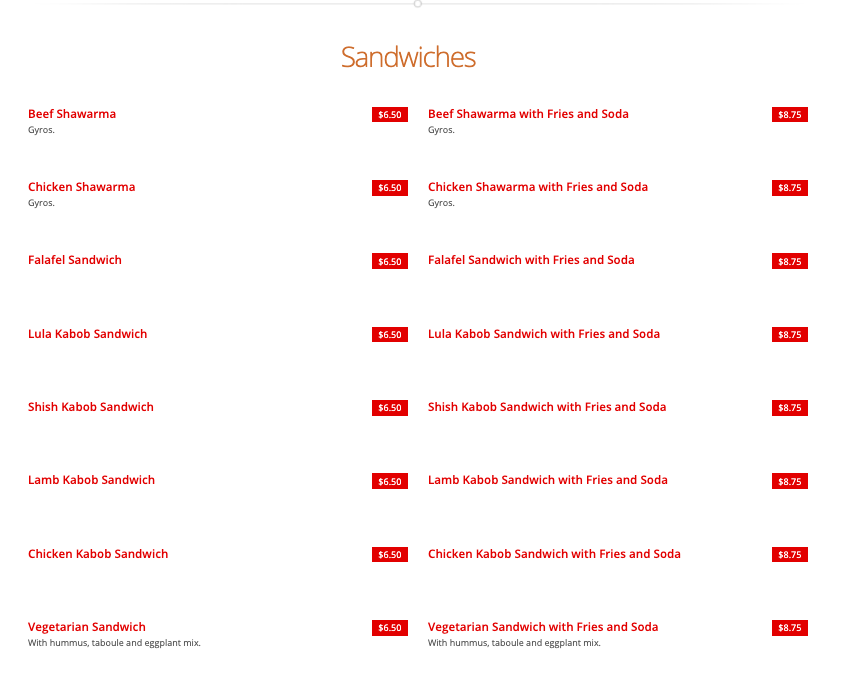 Sandwiches
Beef Shawarma $6.50
Gyros.
Beef Shawarma with Fries and Soda $8.75
Gyros.
Chicken Shawarma $6.50
Gyros.
Chicken Shawarma with Fries and Soda $8.75
Gyros.
Falafel Sandwich $6.50
Falafel Sandwich with Fries and Soda $8.75
Lula Kabob Sandwich $6.50
Lula Kabob Sandwich with Fries and Soda $8.75
Shish Kabob Sandwich $6.50
Shish Kabob Sandwich with Fries and Soda $8.75
Lamb Kabob Sandwich $6.50
Lamb Kabob Sandwich with Fries and Soda $8.75
Chicken Kabob Sandwich $6.50
Chicken Kabob Sandwich with Fries and Soda $8.75
Vegetarian Sandwich $6.50
With hummus, taboule and eggplant mix.
Vegetarian Sandwich with Fries and Soda $8.75
With hummus, taboule and eggplant mix.